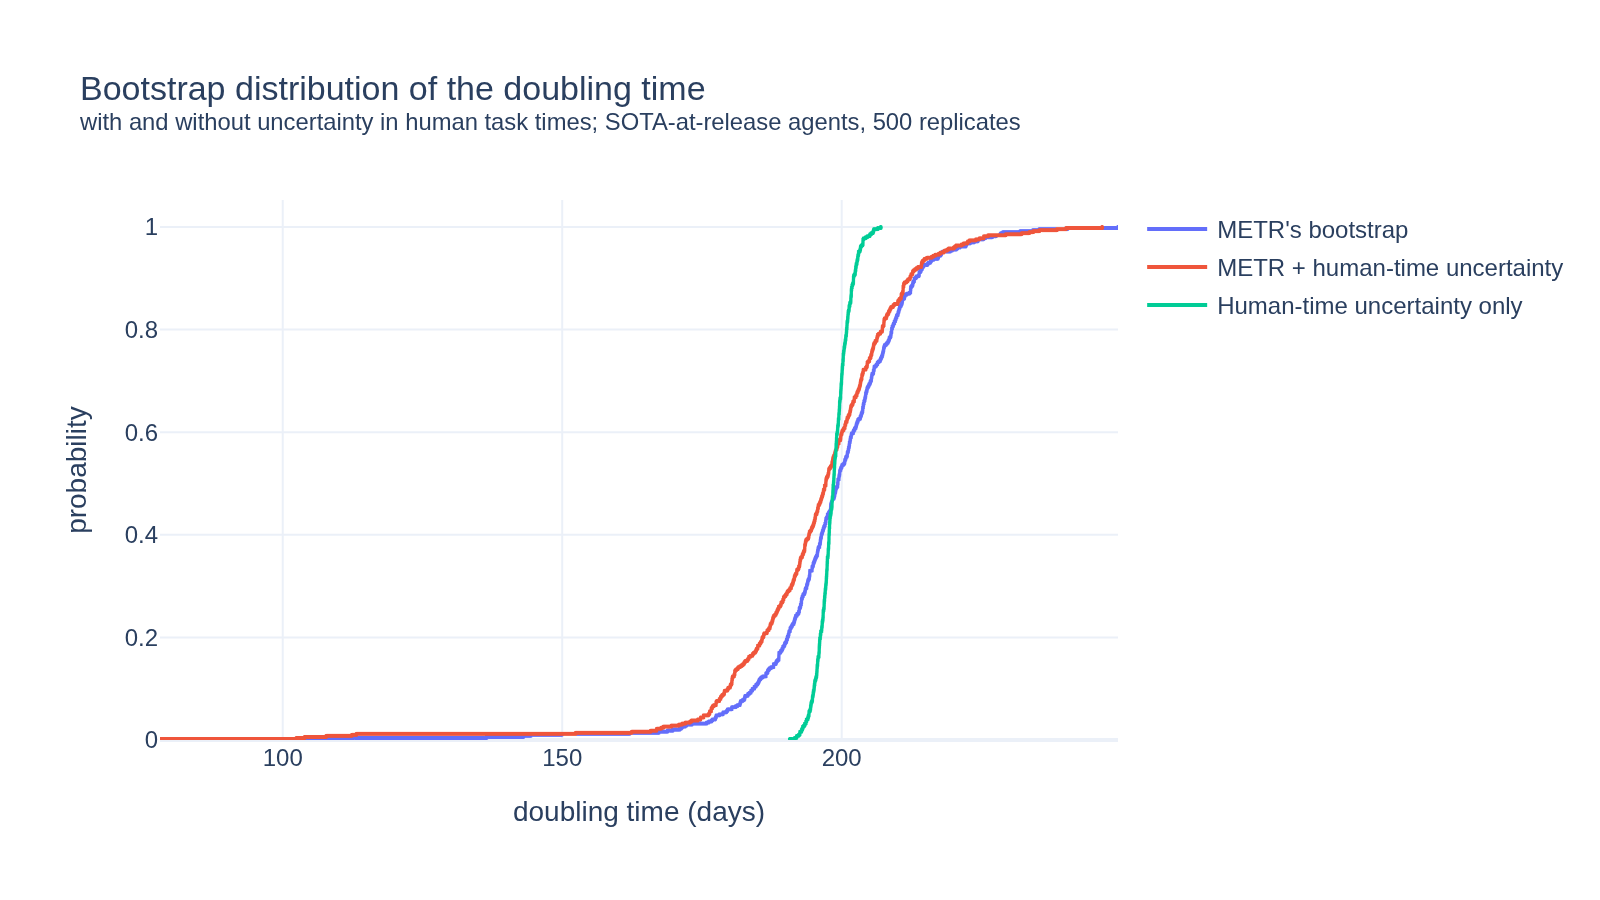 Bootstrap distribution of the doubling time
with and without uncertainty in human task times; SOTA-at-release agents, 500 replicates
1
0.8
0.6
0.4
0.2
0
probability
100
150
200
doubling time (days)
METR's bootstrap
METR + human-time uncertainty
Human-time uncertainty only